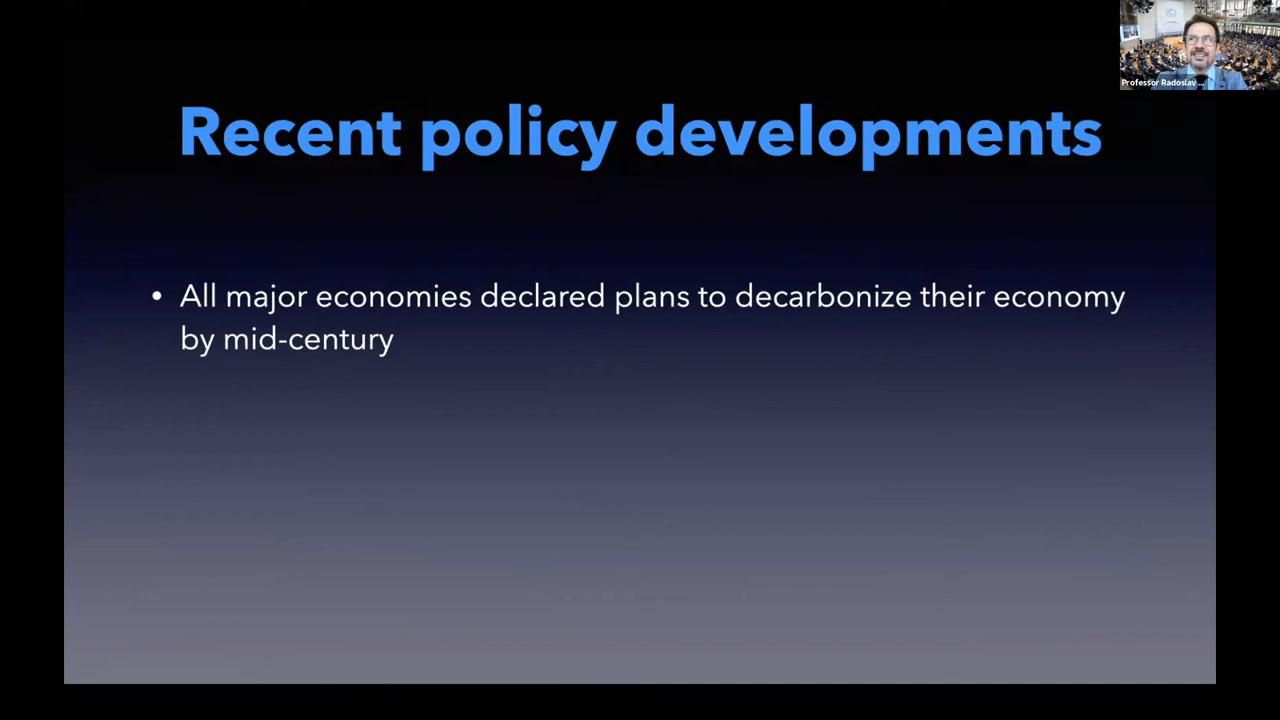 Professor Radoslav ...
Recent policy developments
• All major economies declared plans to decarbonize their economy
by mid-century